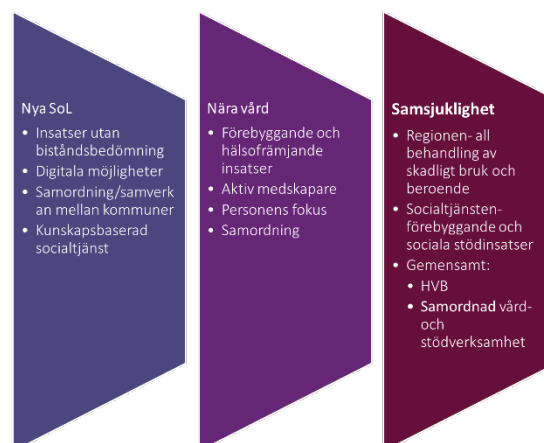 Nya SoL
• Insatser utan
biståndsbedömning
• Digitala möjligheter
• Samordning/samverk
an mellan kommuner
• Kunskapsbaserad
socialtjänst
Nära vård
• Förebyggande och
hälsofrämjande
insatser
• Aktiv medskapare
• Personens fokus
• Samordning
Samsjuklighet
• Regionen- all
behandling av
skadligt bruk och
beroende
• Socialtjänsten-
förebyggande och
sociala stödinsatser
• Gemensamt:
• HVB
• Samordnad vård-
och
stödverksamhet